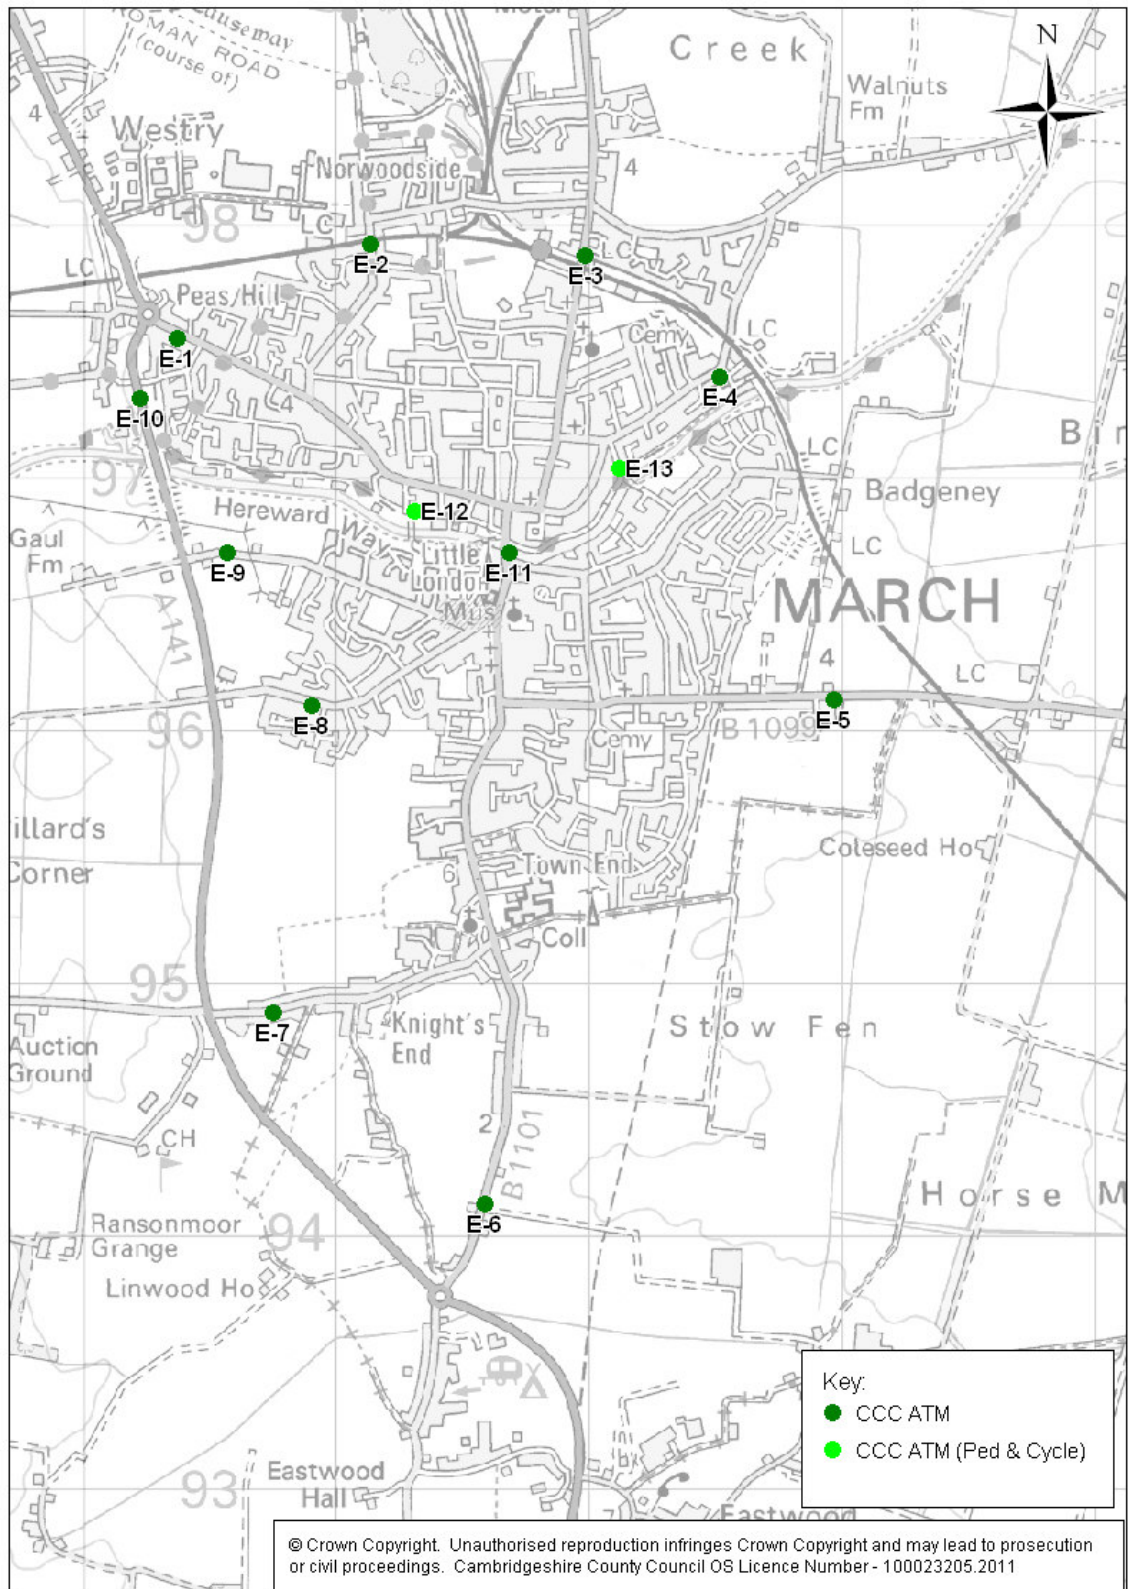 Causeway
ROMAN ROAD
(course of)
Creek
N
Walnuts
Fm
4
Westry
Norwoodside
4
LC
98
E-2
LC
E-3
LC
Peas Hill
E-1
Cemy
LC
E-4
E-10
4
Bir
97
E-13
LC
Badgeney
Hereward
Way
E-12
Gaul
Fm
E-9
Little
London
Mus
E-11
LC
MARCH
A 141
4
LC
E-8
96
E-5
B 1099
Cemy
illard's
Corner
Town End
6
Coleseed Ho
Coll
95
E-7
Knight's
End
Stow Fen
Auction
Ground
CH
2
B 1101
E-6
Horse M
Ransonmoor
Grange
94
Linwood Ho
Key:
CCC ATM
CCC ATM (Ped & Cycle)
93
Eastwood
Hall
Eastwood
© Crown Copyright. Unauthorised reproduction infringes Crown Copyright and may lead to prosecution
or civil proceedings. Cambridgeshire County Council OS Licence Number - 100023205.2011